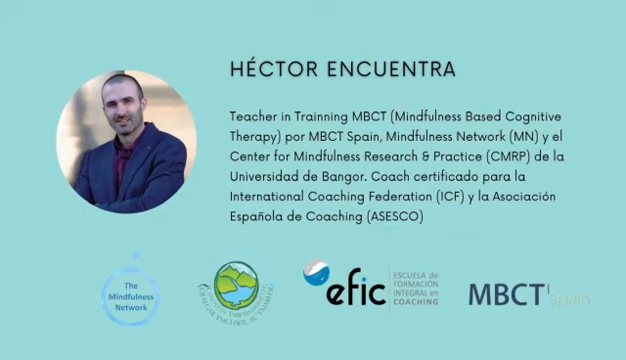 HÉCTOR ENCUENTRA
Teacher in Trainning MBCT (Mindfulness Based Cognitive
Therapy) por MBCT Spain, Mindfulness Network (MN) y el
Center for Mindfulness Research & Practice (CMRP) de la
Universidad de Bangor. Coach certificado para la
International Coaching Federation (ICF) y la Asociación
Española de Coaching (ASESCO)
The
Mindfulness
Network
efic
ESCUELA de
FORMACIÓN
INTEGRAL en
COACHING
MBCT spain